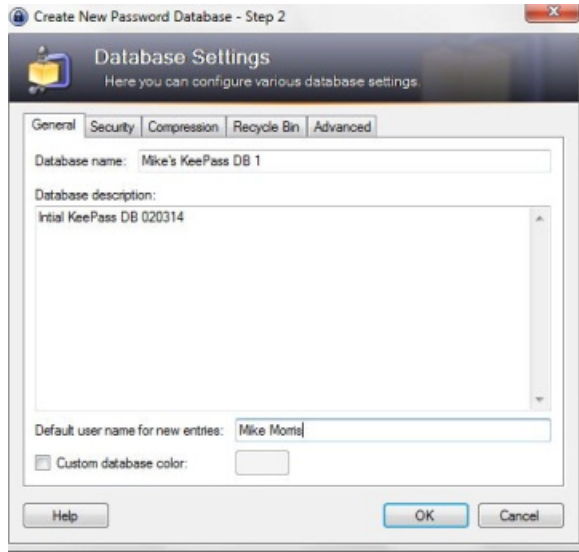 Create New Password Database - Step 2
Database Settings
Here you can configure various database settings.
General Security Compression Recycle Bin Advanced
Database name: Mike's KeePass DB 1
Database description:
Intial KeePass DB 020314
Default user name for new entries: Mike Morris
Custom database color:
Help OK Cancel